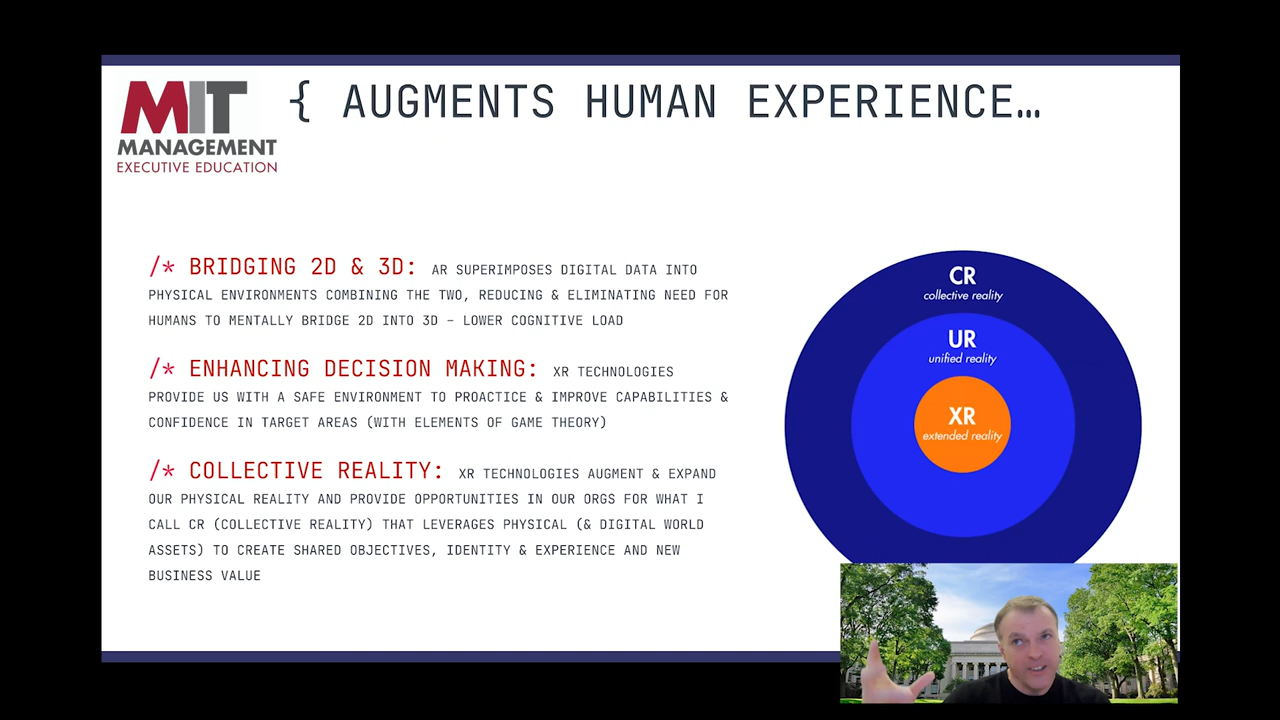 MIT
MANAGEMENT
EXECUTIVE EDUCATION
{ AUGMENTS HUMAN EXPERIENCE…
/* BRIDGING 2D & 3D: AR SUPERIMPOSES DIGITAL DATA INTO
PHYSICAL ENVIRONMENTS COMBINING THE TWO, REDUCING & ELIMINATING NEED FOR
HUMANS TO MENTALLY BRIDGE 2D INTO 3D – LOWER COGNITIVE LOAD
/* ENHANCING DECISION MAKING: XR TECHNOLOGIES
PROVIDE US WITH A SAFE ENVIRONMENT TO PROACTICE & IMPROVE CAPABILITIES &
CONFIDENCE IN TARGET AREAS (WITH ELEMENTS OF GAME THEORY)
/* COLLECTIVE REALITY: XR TECHNOLOGIES AUGMENT & EXPAND
OUR PHYSICAL REALITY AND PROVIDE OPPORTUNITIES IN OUR ORGS FOR WHAT I
CALL CR (COLLECTIVE REALITY) THAT LEVERAGES PHYSICAL (& DIGITAL WORLD
ASSETS) TO CREATE SHARED OBJECTIVES, IDENTITY & EXPERIENCE AND NEW
BUSINESS VALUE
CR
collective reality
UR
unified reality
XR
extended reality